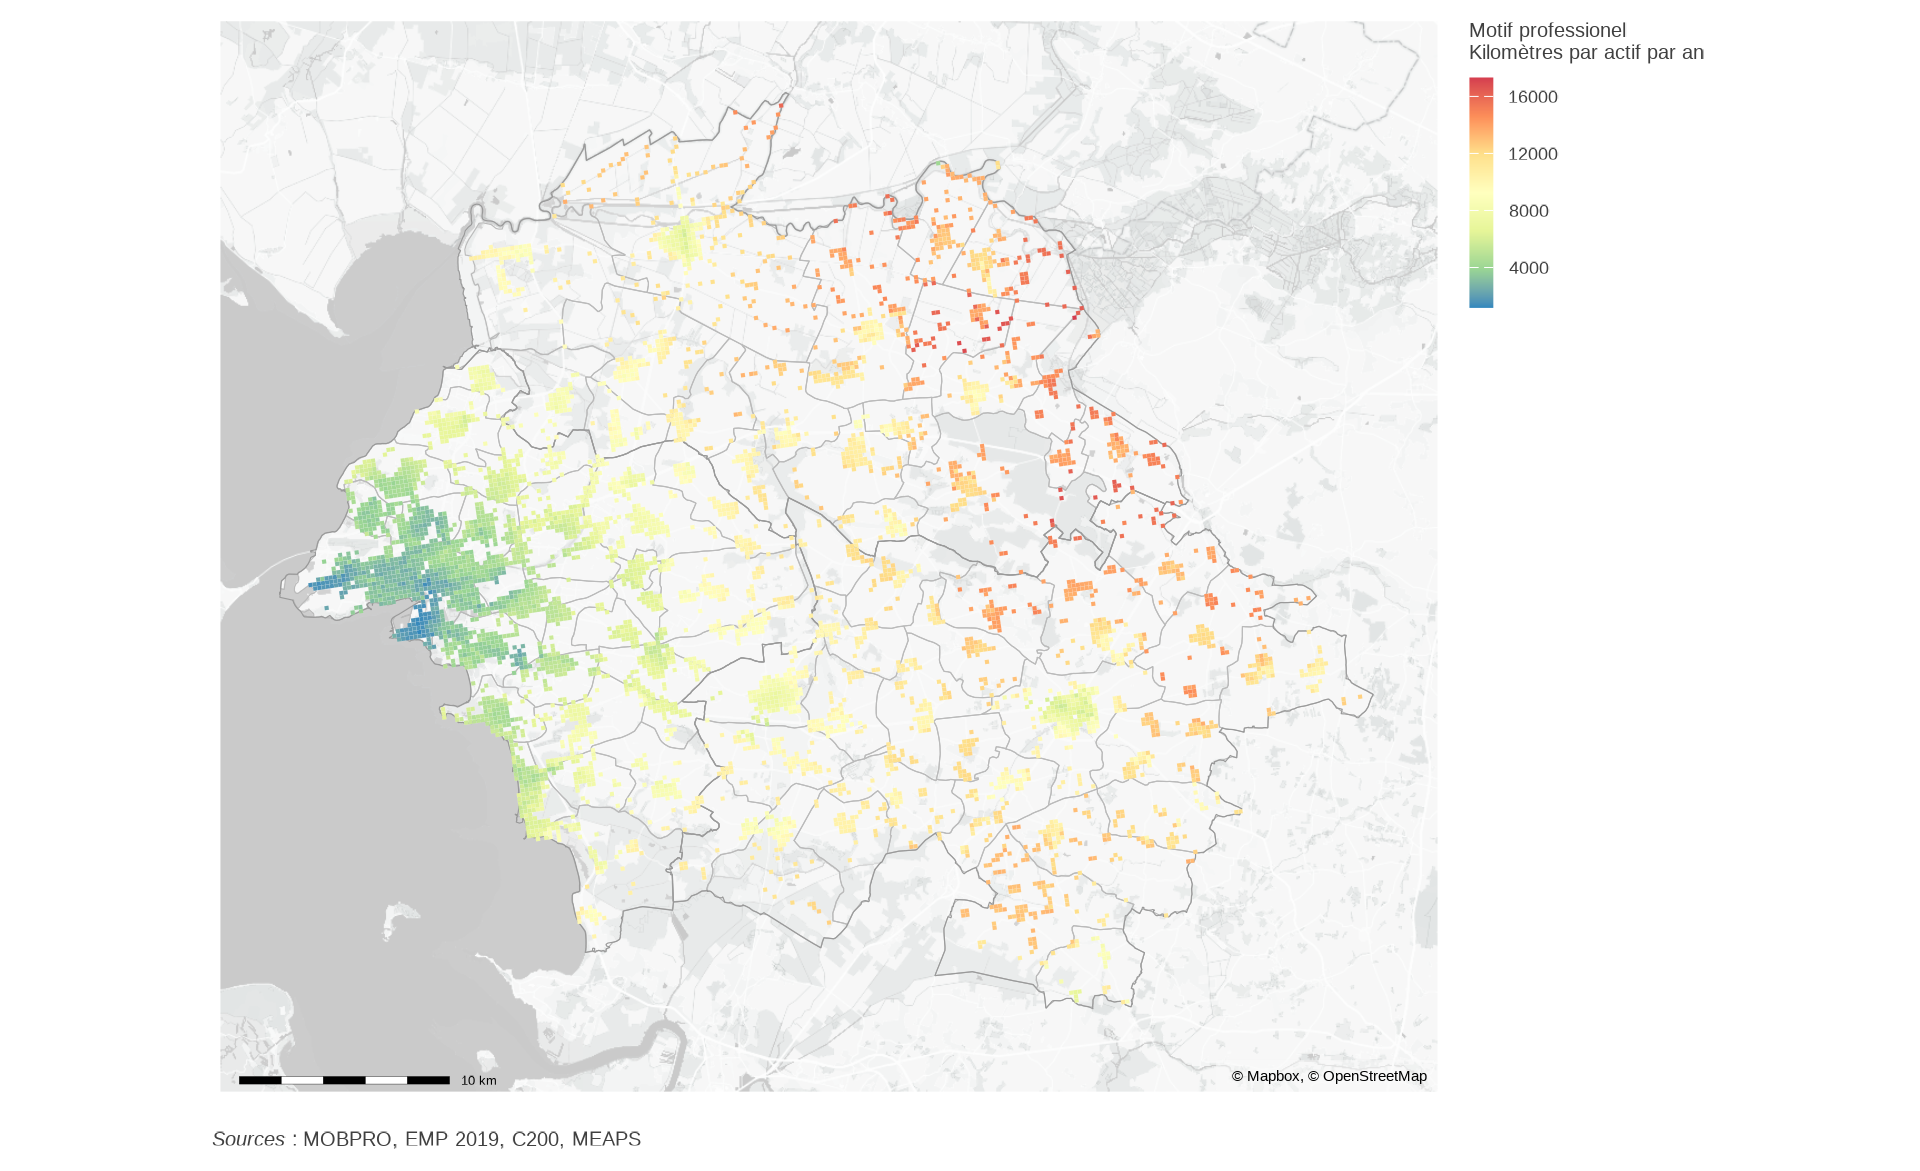 Motif professionel
Kilomètres par actif par an
16000
12000
8000
4000
10 km
© Mapbox, © OpenStreetMap
Sources : MOBPRO, EMP 2019, C200, MEAPS